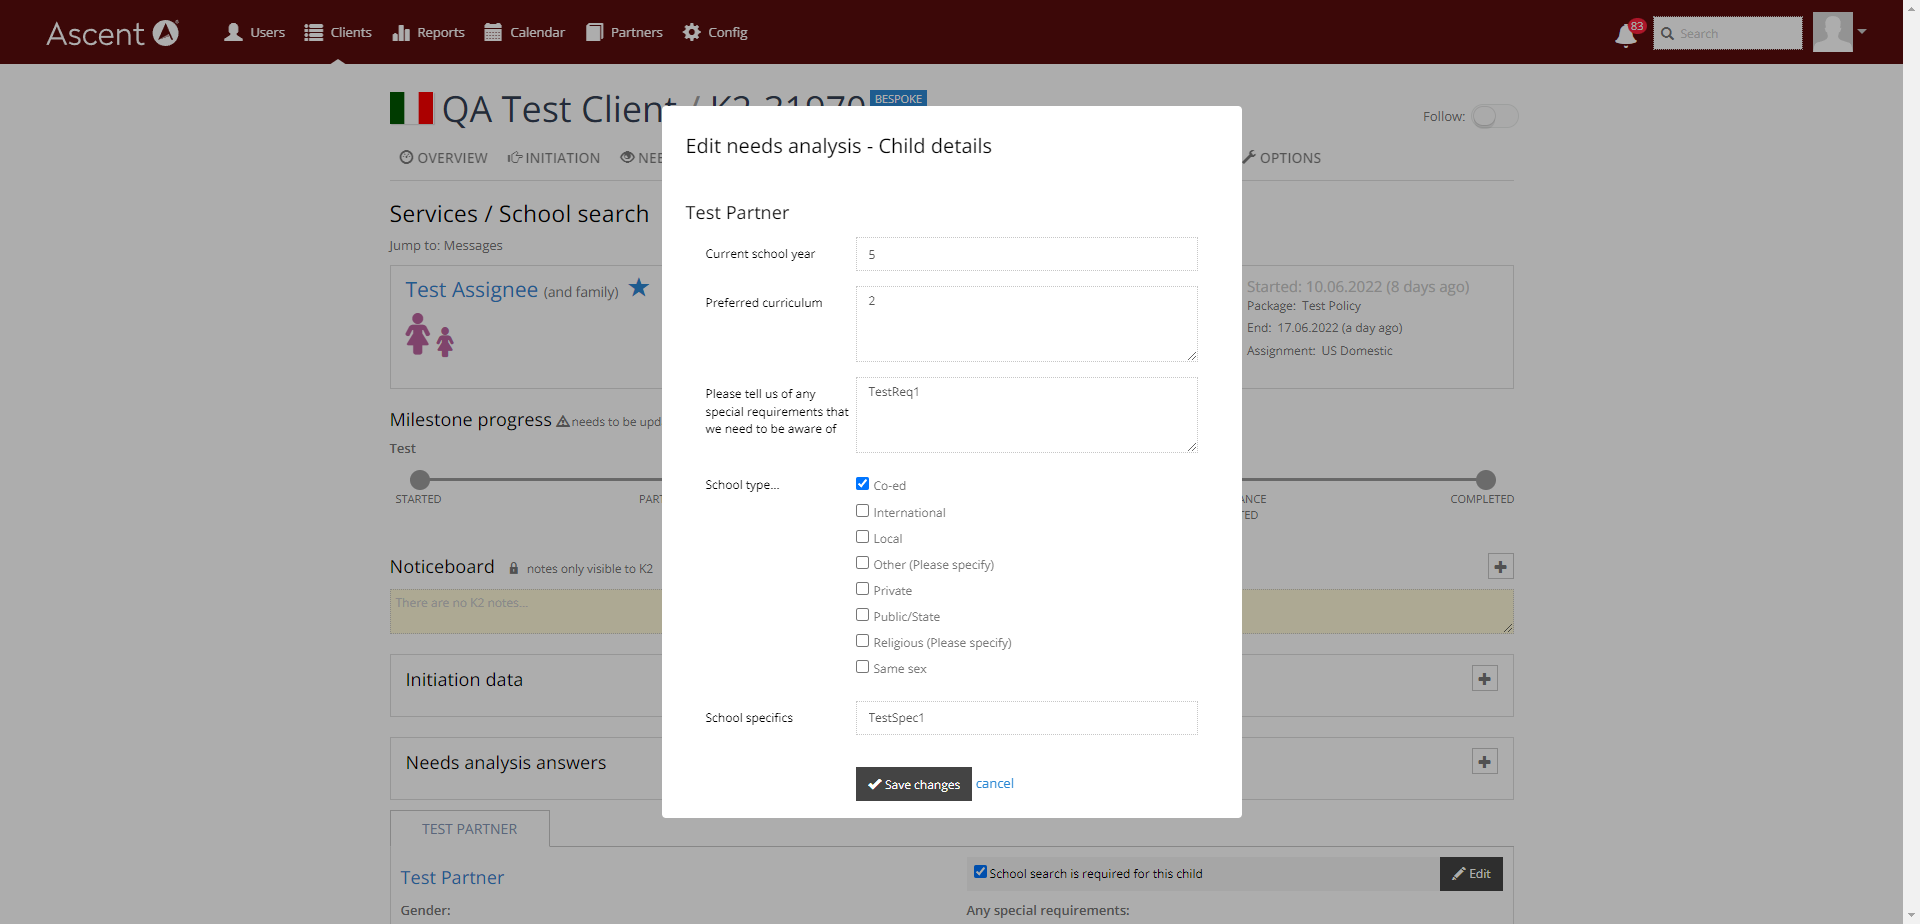 Ascent
Users
Clients
Reports
Calendar
Partners
Config
83
Search
QA Test Client / K2-31970
BESPOKE
Follow:
OVERVIEW
INITIATION
NEE
OPTIONS
Services / School search
Jump to: Messages
Test Assignee (and family)
Started: 10.06.2022 (8 days ago)
Package: Test Policy
End: 17.06.2022 (a day ago)
Assignment: US Domestic
Milestone progress needs to be upd
Test
STARTED
PART
ANCE
TED
COMPLETED
Noticeboard notes only visible to K2
There are no K2 notes...
Initiation data
Needs analysis answers
TEST PARTNER
Test Partner
Gender:
School search is required for this child
Edit
Any special requirements:
Edit needs analysis - Child details
Test Partner
Current school year
5
Preferred curriculum
2
Please tell us of any
special requirements that
we need to be aware of
TestReq1
School type...
Co-ed
International
Local
Other (Please specify)
Private
Public/State
Religious (Please specify)
Same sex
School specifics
TestSpec1
Save changes
cancel